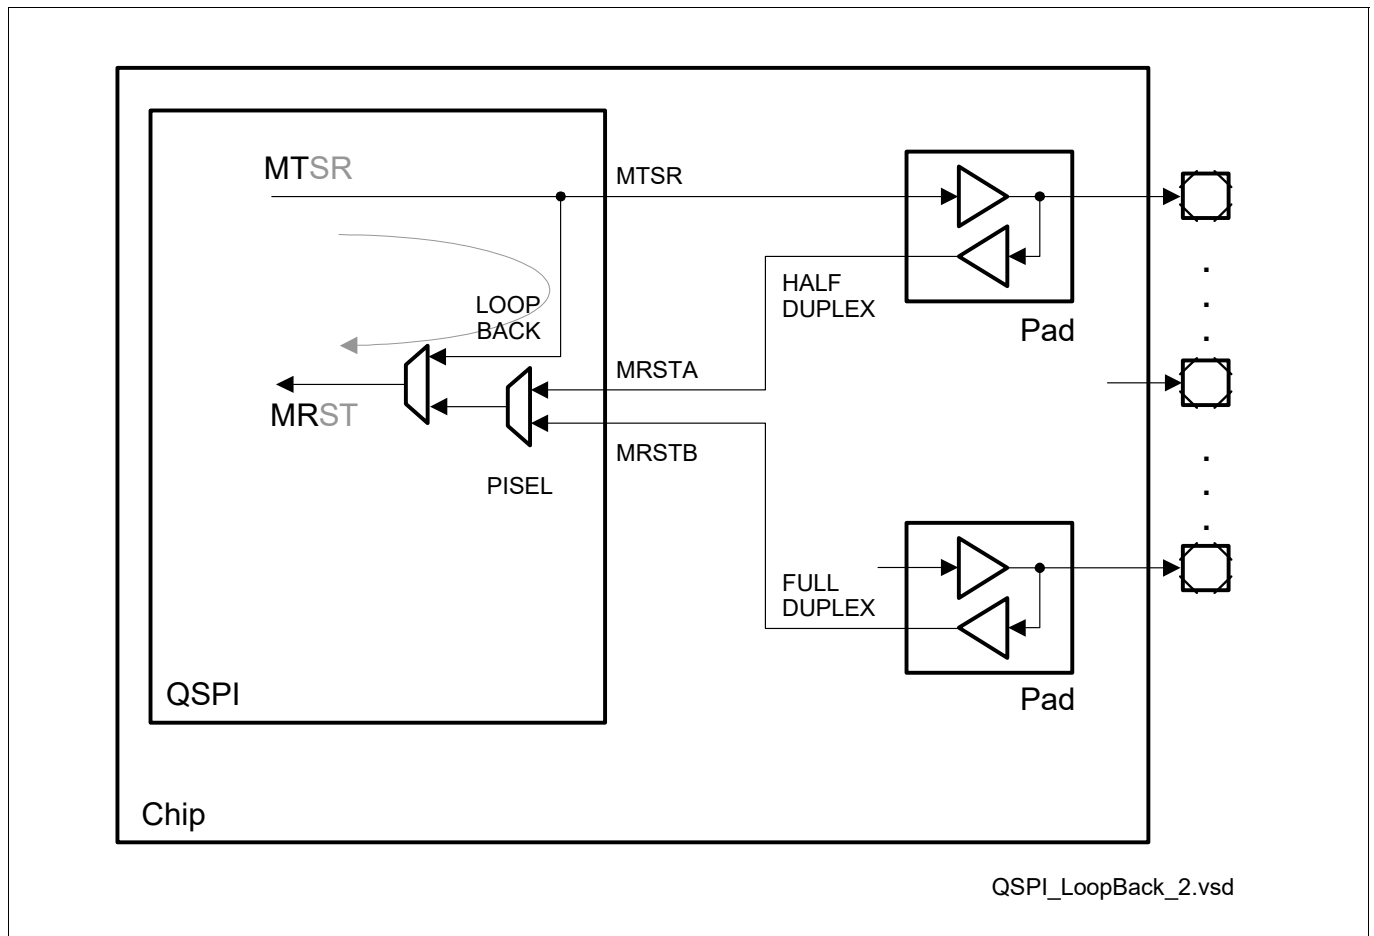 MTSR
MTSR
HALF
DUPLEX
Pad
LOOP
BACK
MRSTA
MRST
MRSTB
PISEL
FULL
DUPLEX
QSPI
Pad
Chip
QSPI_LoopBack_2.vsd